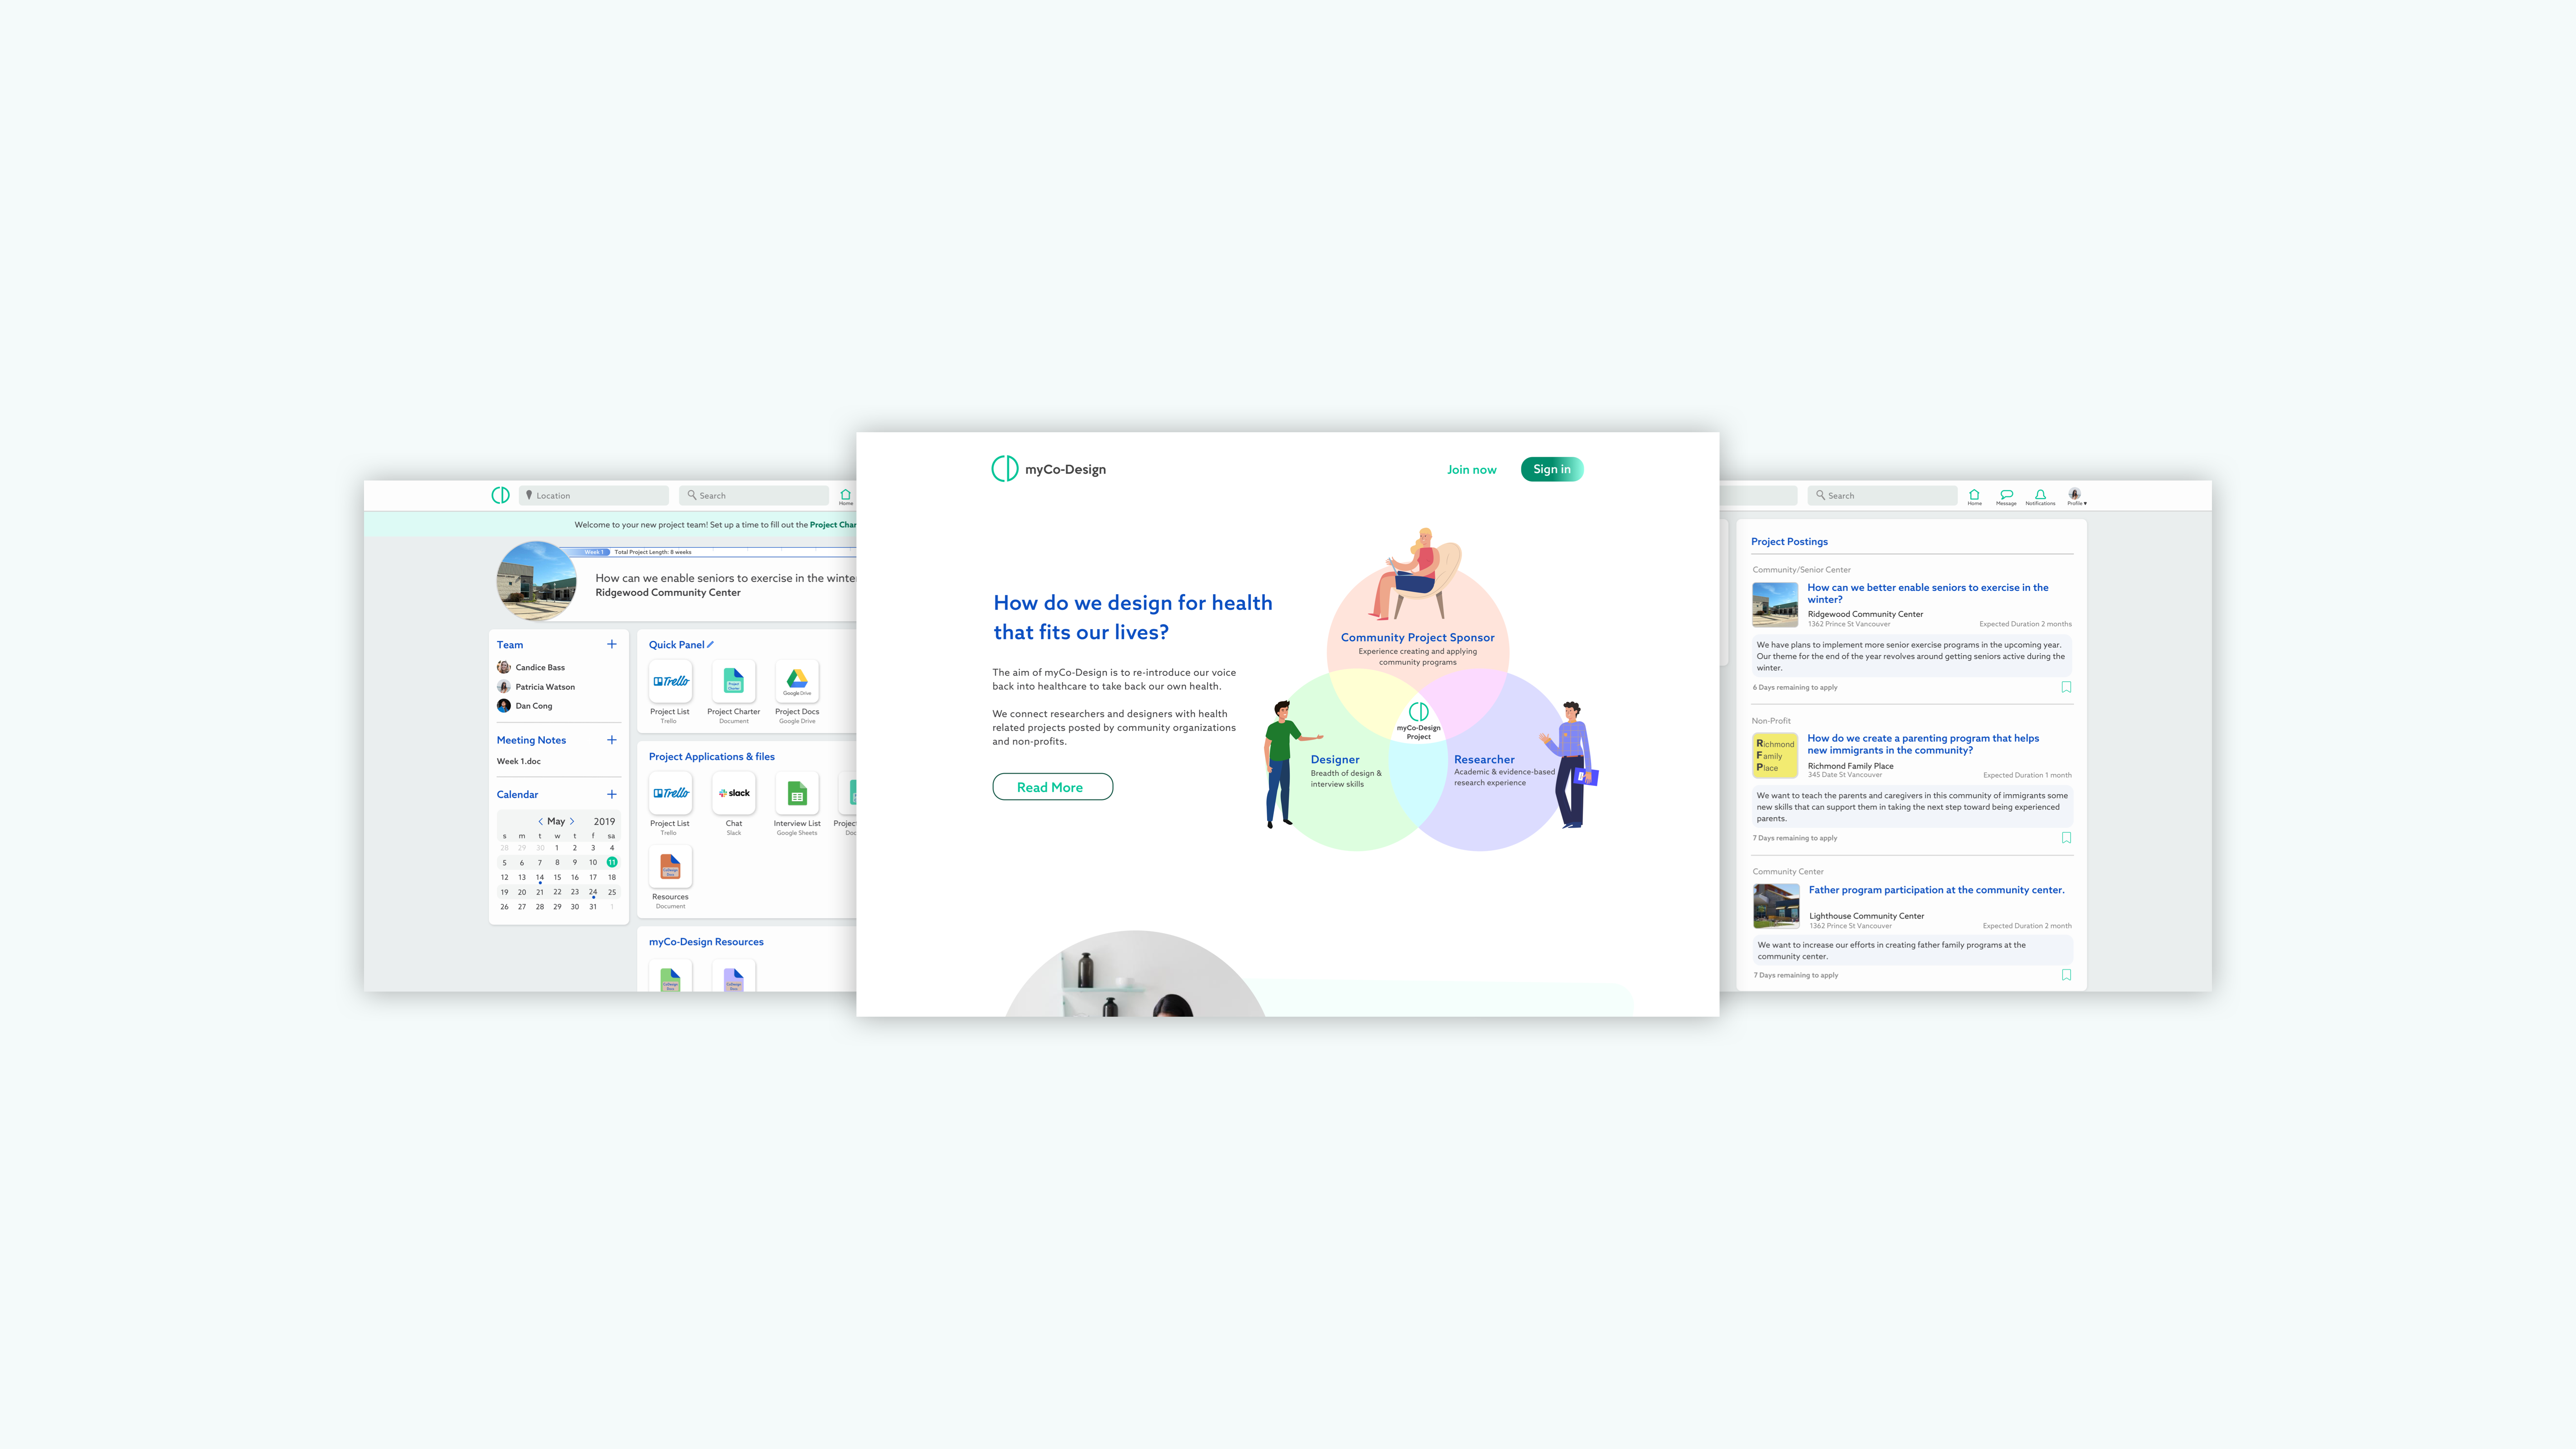 Location
Search
Home
Welcome to your new project team! Set up a time to fill out the Project Char
Week 1
Total Project Length: 8 weeks
How can we enable seniors to exercise in the winte
Ridgewood Community Center
Team
Candice Bass
Patricia Watson
Dan Cong
Meeting Notes
Week 1.doc
Calendar
May 2019
s m t w t f sa
28 29 30 1 2 3 4
5 6 7 8 9 10 11
12 13 14 15 16 17 18
19 20 21 22 23 24 25
26 27 28 29 30 31 1
Quick Panel
Trello
Project
Charter
Google Drive
Project List
Project Charter
Project Docs
Trello
Document
Google Drive
Project Applications & files
Trello
slack
Project List
Chat
Interview List
Projec
Trello
Slack
Google Sheets
Doc
Resources
Document
myCo-Design Resources
myCo-Design
Join now
Sign in
How do we design for health
that fits our lives?
The aim of myCo-Design is to re-introduce our voice
back into healthcare to take back our own health.
We connect researchers and designers with health
related projects posted by community organizations
and non-profits.
Read More
Community Project Sponsor
Experience creating and applying
community programs
myCo-Design
Project
Designer
Breadth of design &
interview skills
Researcher
Academic & evidence-based
research experience
Search
Home
Message
Notifications
Profile
Project Postings
Community/Senior Center
How can we better enable seniors to exercise in the
winter?
Ridgewood Community Center
1362 Prince St Vancouver
Expected Duration 2 months
We have plans to implement more senior exercise programs in the upcoming year.
Our theme for the end of the year revolves around getting seniors active during the
winter.
6 Days remaining to apply
Non-Profit
Richmond
Family
Place
How do we create a parenting program that helps
new immigrants in the community?
Richmond Family Place
345 Date St Vancouver
Expected Duration 1 month
We want to teach the parents and caregivers in this community of immigrants some
new skills that can support them in taking the next step toward being experienced
parents.
7 Days remaining to apply
Community Center
Father program participation at the community center.
Lighthouse Community Center
1362 Prince St Vancouver
Expected Duration 2 month
We want to increase our efforts in creating father family programs at the
community center.
7 Days remaining to apply